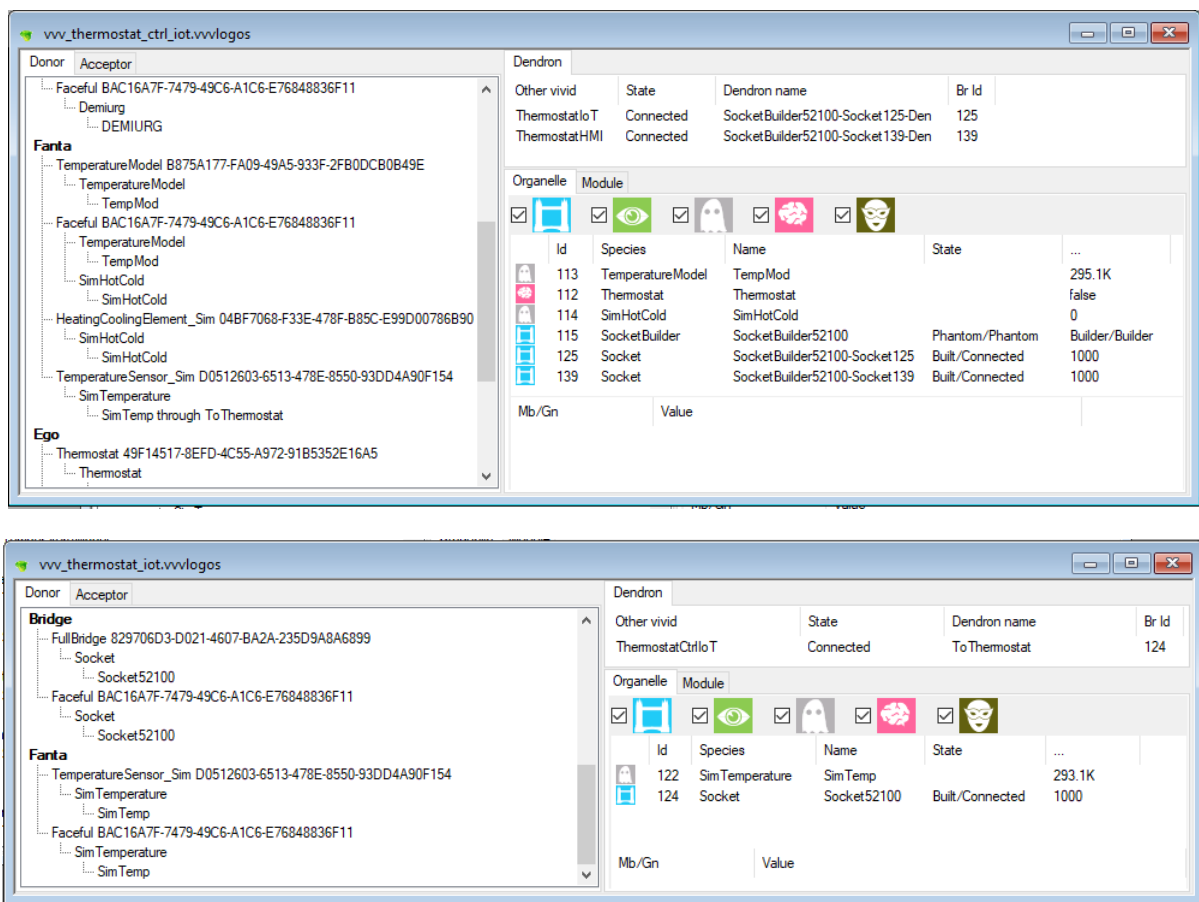 vvv_thermostat_ctrl_iot.vvvlogos
Donor Acceptor
Faceful BAC16A7F-7479-49C6-A1C6-E76848836F11
Demiurg
DEMIURG
Fanta
TemperatureModel B875A177-FA09-49A5-933F-2FB0DCB0B49E
TemperatureModel
TempMod
Faceful BAC16A7F-7479-49C6-A1C6-E76848836F11
TemperatureModel
TempMod
SimHotCold
SimHotCold
HeatingCoolingElement_Sim 04BF7068-F33E-478F-B85C-E99D00786B90
SimHotCold
SimHotCold
TemperatureSensor_Sim D0512603-6513-478E-8550-93DD4A90F154
SimTemperature
SimTemp through ToThermostat
Ego
Thermostat 49F14517-8EFD-4C55-A972-91B5352E16A5
Thermostat
Dendron
Other vivid State Dendron name Br Id
ThermostatIoT Connected SocketBuilder52100-Socket125-Den 125
ThermostatHMI Connected SocketBuilder52100-Socket139-Den 139
Organelle Module
Id Species Name State ...
113 TemperatureModel TempMod 295.1K
112 Thermostat Thermostat false
114 SimHotCold SimHotCold 0
115 SocketBuilder SocketBuilder52100 Phantom/Phantom Builder/Builder
125 Socket SocketBuilder52100-Socket125 Built/Connected 1000
139 Socket SocketBuilder52100-Socket139 Built/Connected 1000
Mb/Gn Value
vvv_thermostat_iot.vvvlogos
Donor Acceptor
Bridge
FullBridge 829706D3-D021-4607-BA2A-235D9A8A6899
Socket
Socket52100
Faceful BAC16A7F-7479-49C6-A1C6-E76848836F11
Socket
Socket52100
Fanta
TemperatureSensor_Sim D0512603-6513-478E-8550-93DD4A90F154
SimTemperature
SimTemp
Faceful BAC16A7F-7479-49C6-A1C6-E76848836F11
SimTemperature
SimTemp
Dendron
Other vivid State Dendron name Br Id
ThermostatCtrlIoT Connected ToThermostat 124
Organelle Module
Id Species Name State ...
122 SimTemperature SimTemp 293.1K
124 Socket Socket52100 Built/Connected 1000
Mb/Gn Value